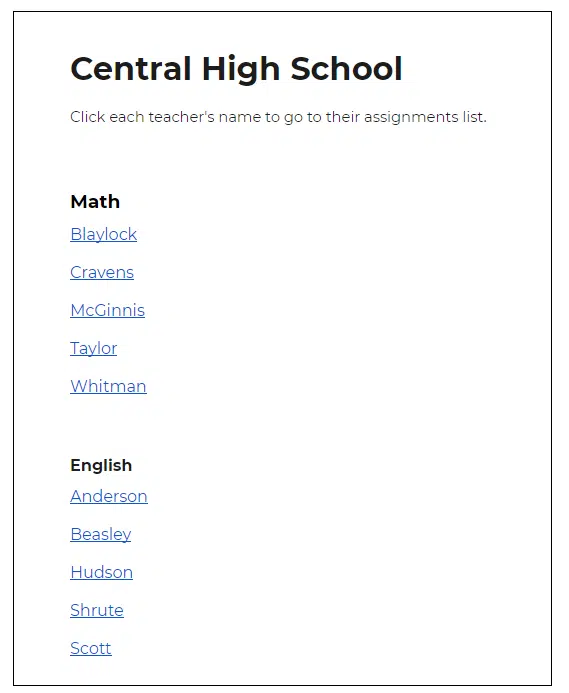 Central High School
Click each teacher's name to go to their assignments list.
Math
Blaylock
Cravens
McGinnis
Taylor
Whitman
English
Anderson
Beasley
Hudson
Shrute
Scott